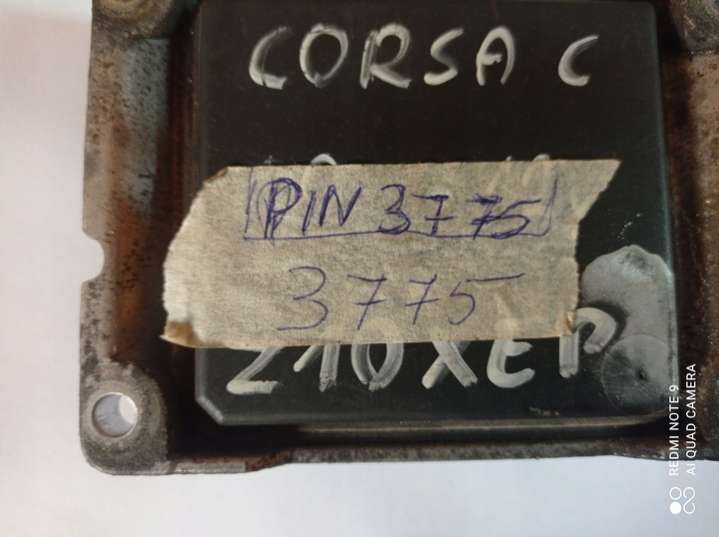 CORSA C
PIN 3775
3775
Z10XEP
REDMI NOTE 9
AI QUAD CAMERA